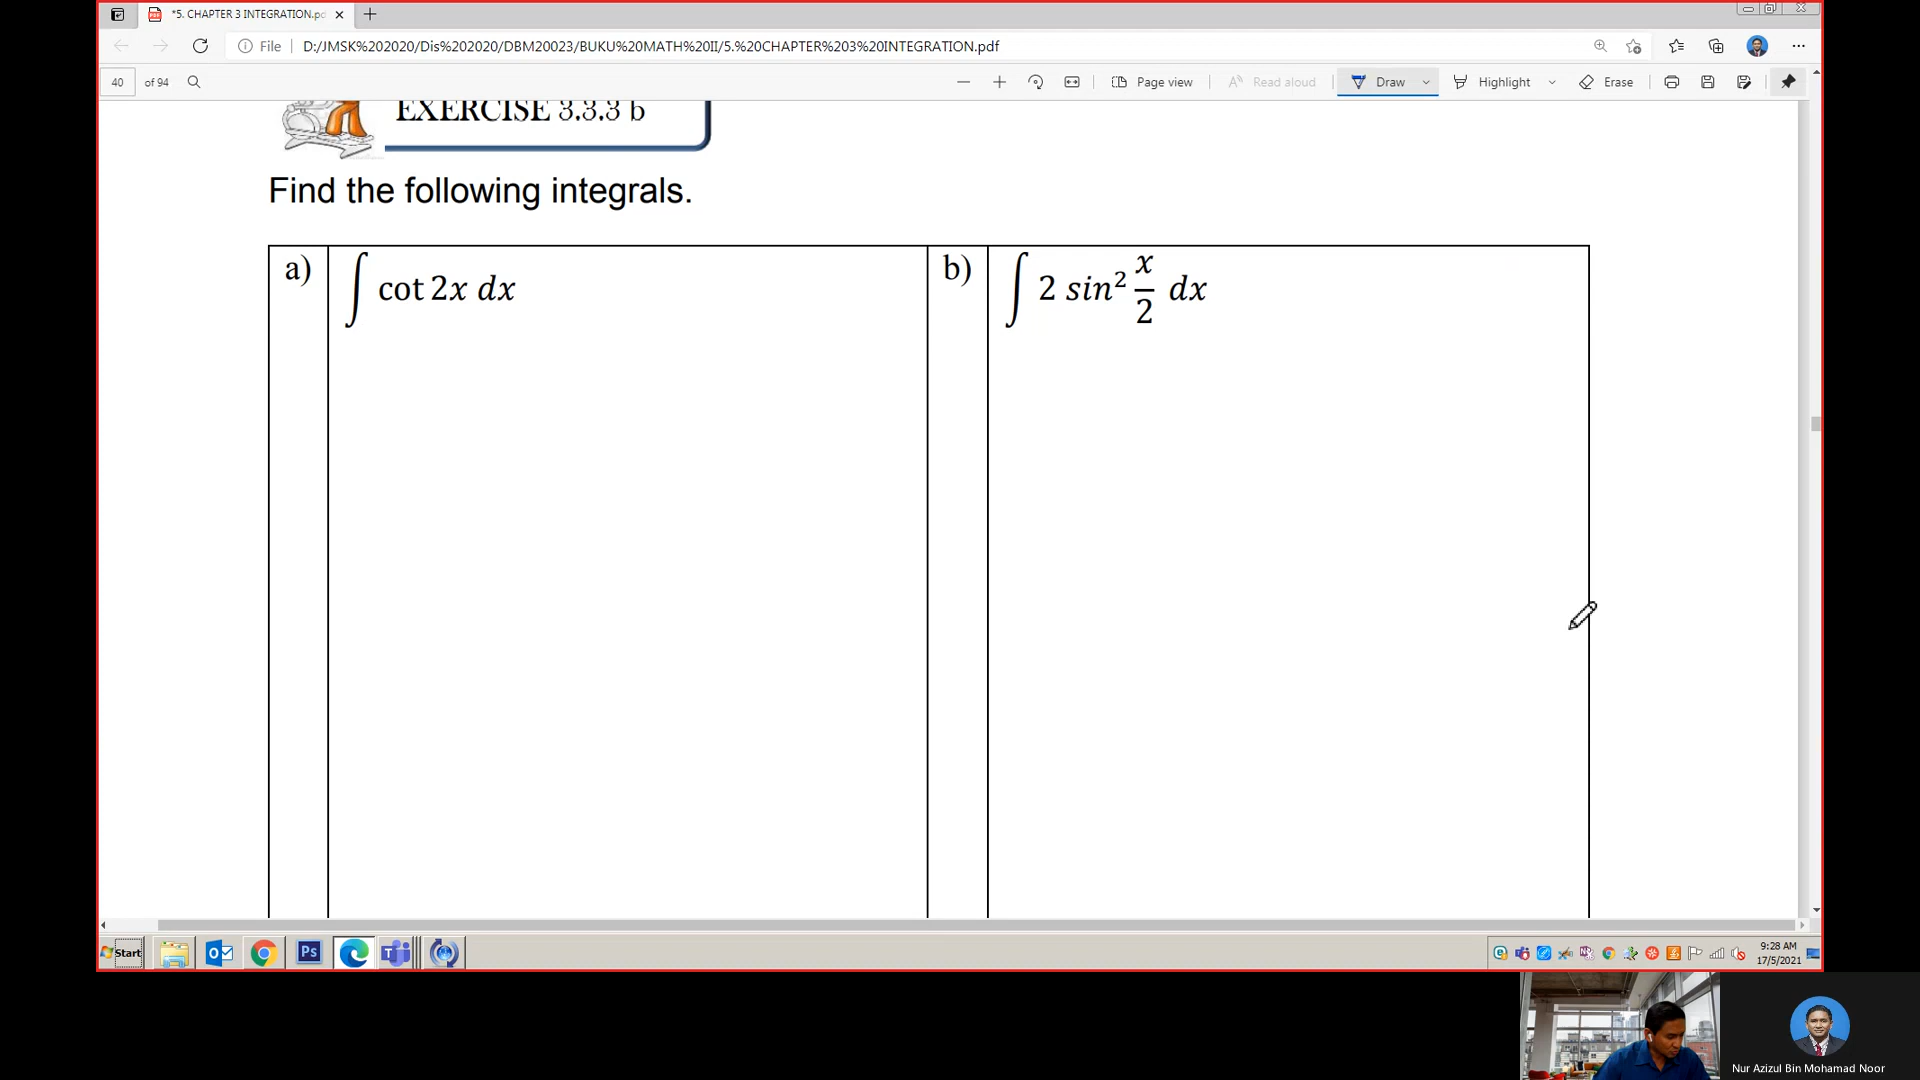 *5. CHAPTER 3 INTEGRATION.pd
File D:/JMSK%202020/Dis%202020/DBM20023/BUKU%20MATH%20II/5.%20CHAPTER%203%20INTEGRATION.pdf
40 of 94 Page view Read aloud Draw Highlight Erase
EXERCISE 3.3.3 b
Find the following integrals.
a) ∫ cot 2x dx
b) ∫ 2 sin² x/2 dx
Start Ps
9:28 AM
17/5/2021
Nur Azizul Bin Mohamad Noor